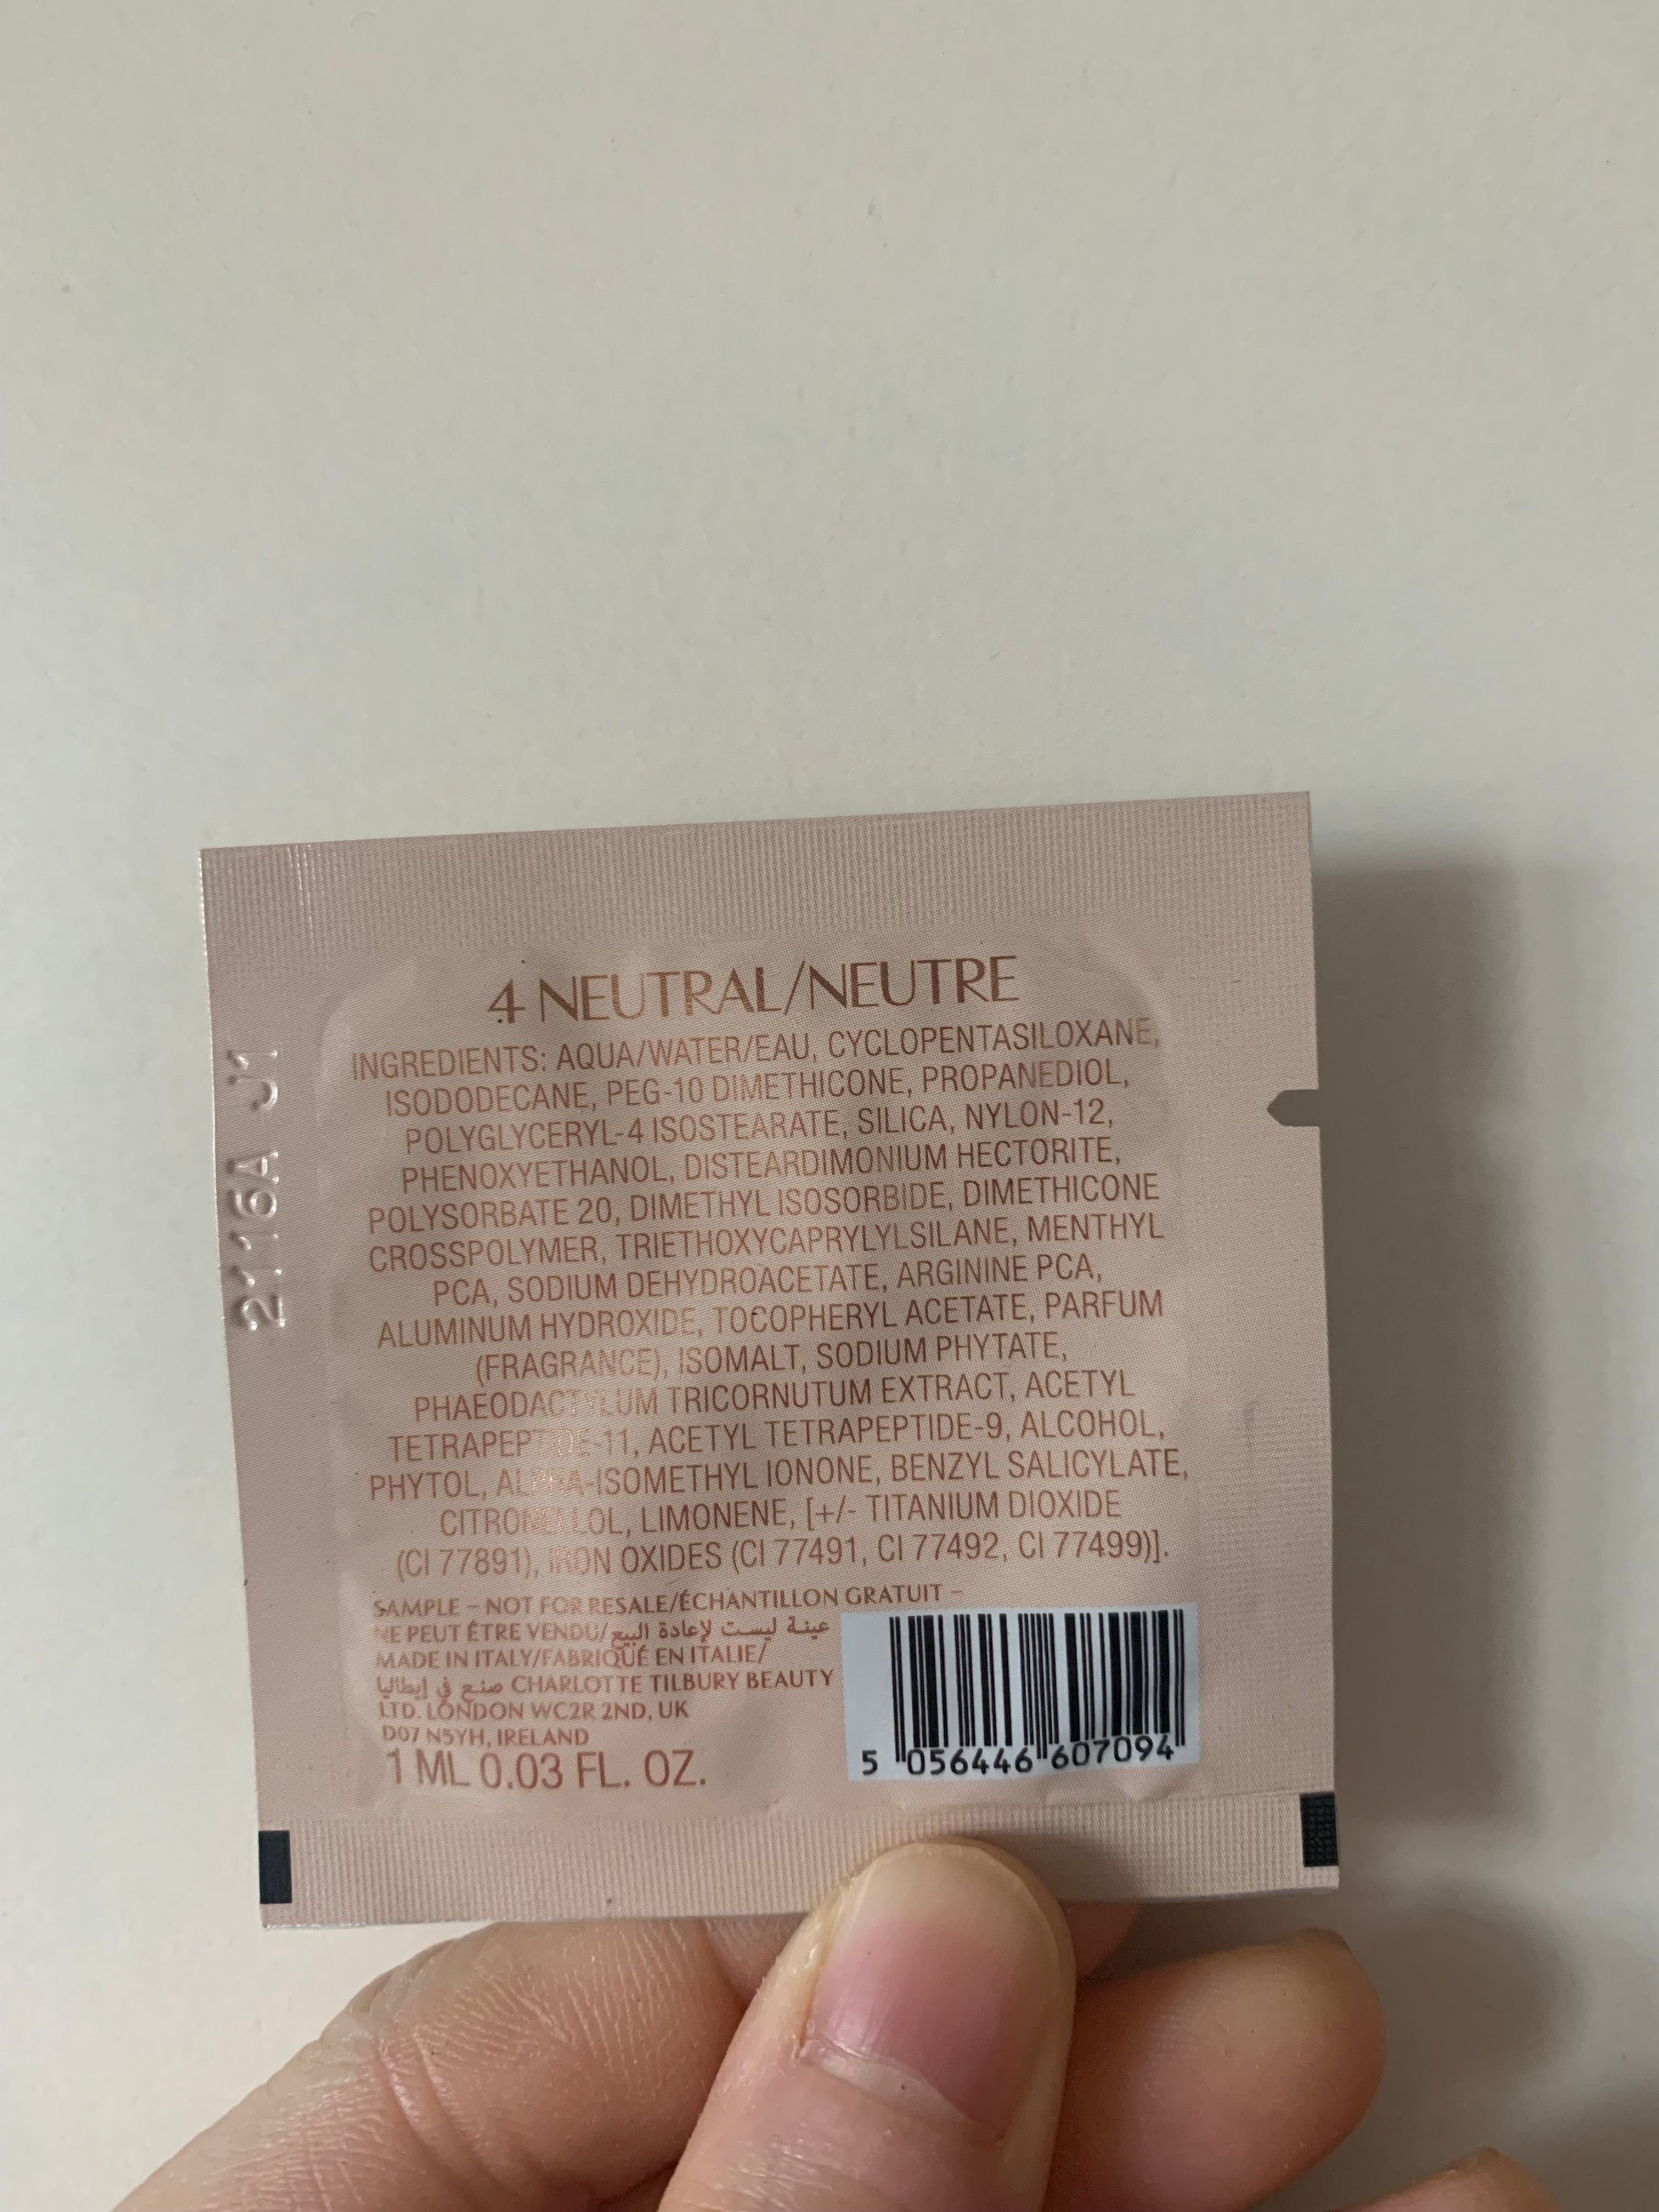 4 NEUTRAL/NEUTRE
INGREDIENTS: AQUA/WATER/EAU, CYCLOPENTASILOXANE,
ISODODECANE, PEG-10 DIMETHICONE, PROPANEDIOL,
POLYGLYCERYL-4 ISOSTEARATE, SILICA, NYLON-12,
PHENOXYETHANOL, DISTEARDIMONIUM HECTORITE,
POLYSORBATE 20, DIMETHYL ISOSORBIDE, DIMETHICONE
CROSSPOLYMER, TRIETHOXYCAPRYLYLSILANE, MENTHYL
PCA, SODIUM DEHYDROACETATE, ARGININE PCA,
ALUMINUM HYDROXIDE, TOCOPHERYL ACETATE, PARFUM
(FRAGRANCE), ISOMALT, SODIUM PHYTATE,
PHAEODACTYLUM TRICORNUTUM EXTRACT, ACETYL
TETRAPEPTIDE-11, ACETYL TETRAPEPTIDE-9, ALCOHOL,
PHYTOL, ALPHA-ISOMETHYL IONONE, BENZYL SALICYLATE,
CITRONELLOL, LIMONENE, [+/- TITANIUM DIOXIDE
(CI 77891), IRON OXIDES (CI 77491, CI 77492, CI 77499)].
SAMPLE – NOT FOR RESALE/ÉCHANTILLON GRATUIT –
NE PEUT ÊTRE VENDU/عينة ليست لإعادة البيع
MADE IN ITALY/FABRIQUÉ EN ITALIE/
صنع في إيطاليا CHARLOTTE TILBURY BEAUTY
LTD. LONDON WC2R 2ND, UK
D07 N5YH, IRELAND
1 ML 0.03 FL. OZ.
5 056446 607094
2116A J1